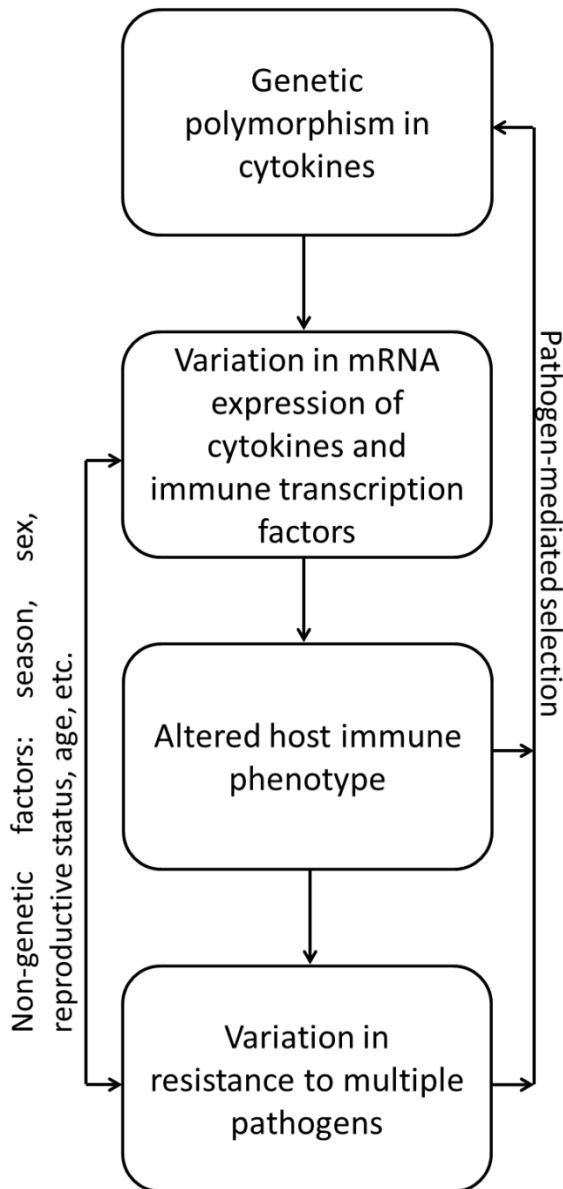 Genetic
polymorphism in
cytokines
Variation in mRNA
expression of
cytokines and
immune transcription
factors
Altered host immune
phenotype
Variation in
resistance to multiple
pathogens
Non-genetic factors: season, sex,
reproductive status, age, etc.
Pathogen-mediated selection